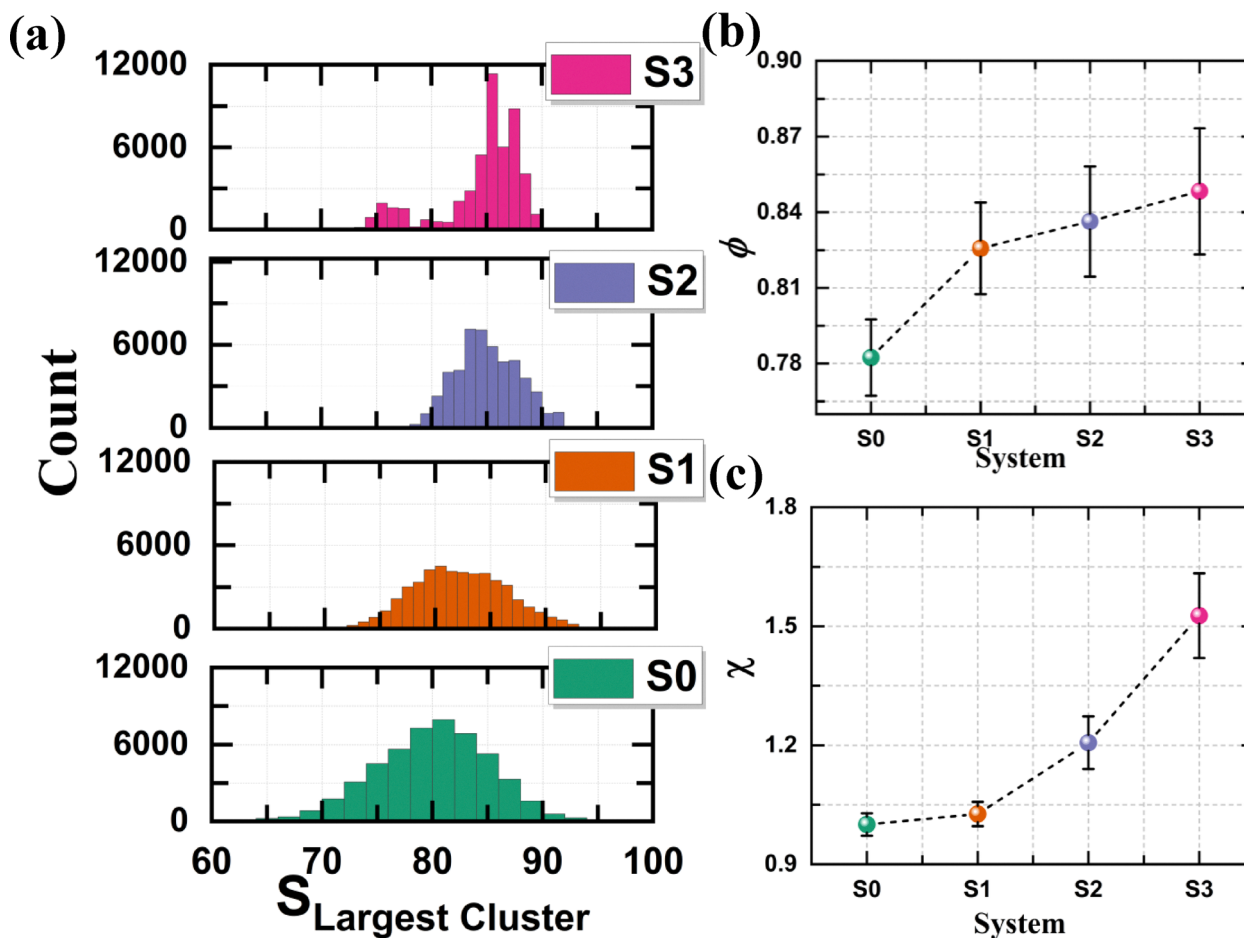 (a)
Count
12000
6000
0
S3
12000
6000
0
S2
12000
6000
0
S1
12000
6000
0
S0
60 70 80 90 100
S Largest Cluster
(b)
ϕ
0.90
0.87
0.84
0.81
0.78
S0 S1 S2 S3
System
(c)
χ
1.8
1.5
1.2
0.9
S0 S1 S2 S3
System